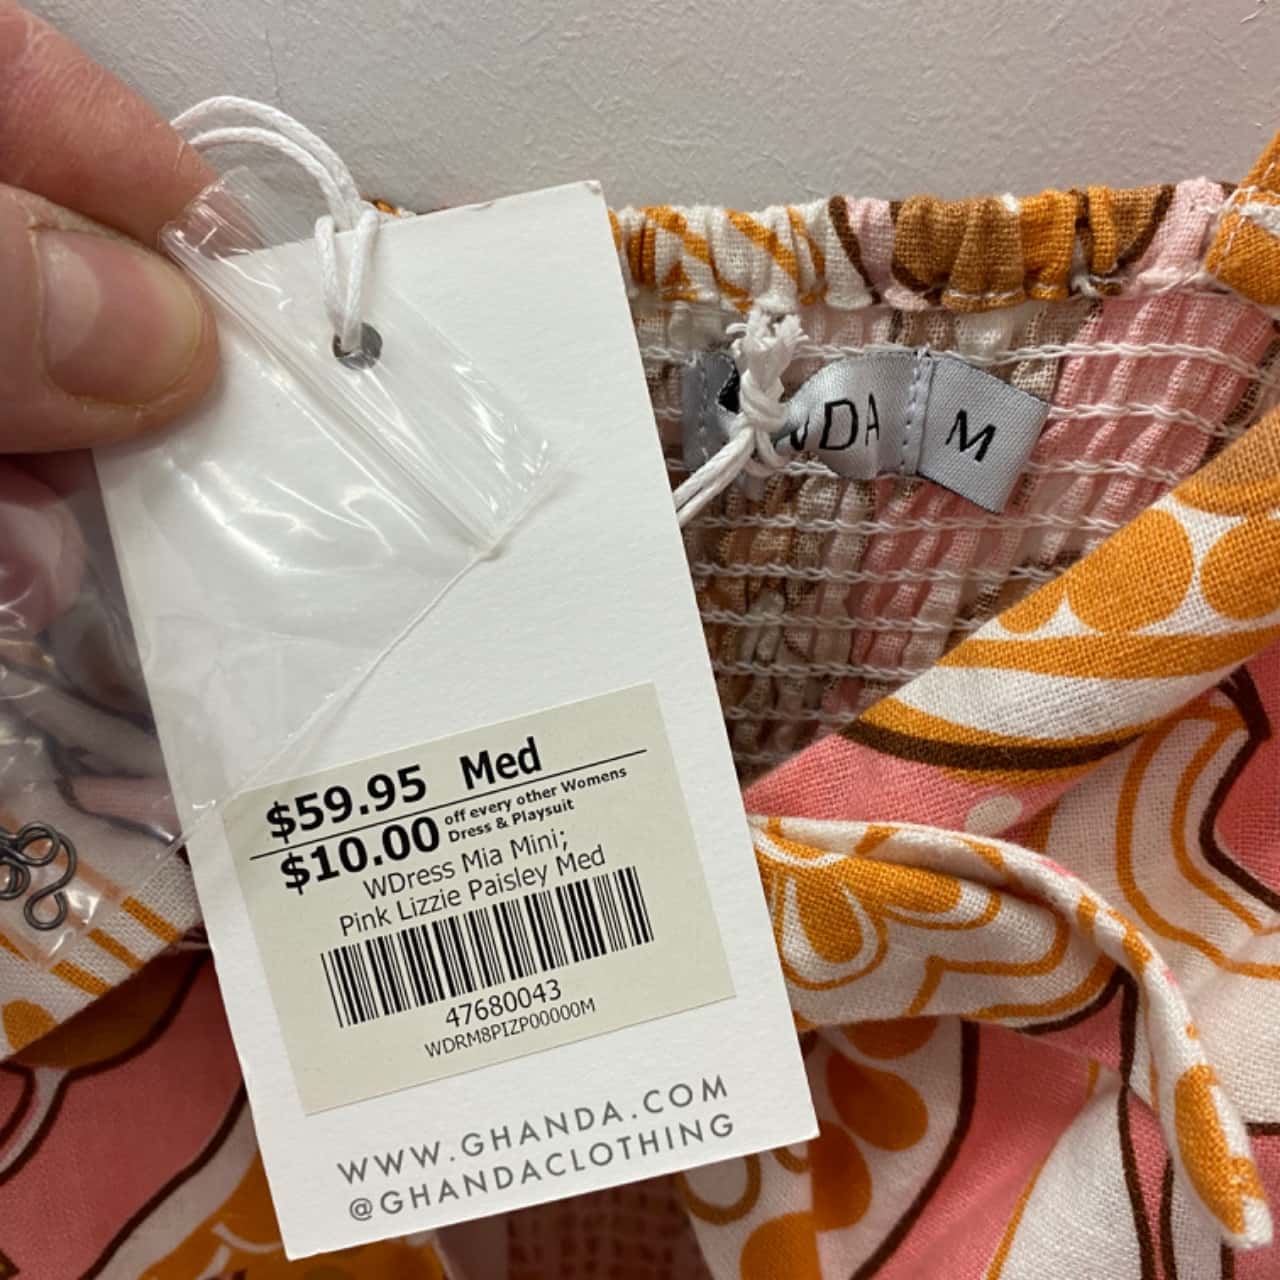 NDA
M
$59.95 Med
$10.00 off every other Womens
Dress & Playsuit
WDress Mia Mini;
Pink Lizzie Paisley Med
47680043
WDRM8PIZP00000M
WWW.GHANDA.COM
@GHANDACLOTHING